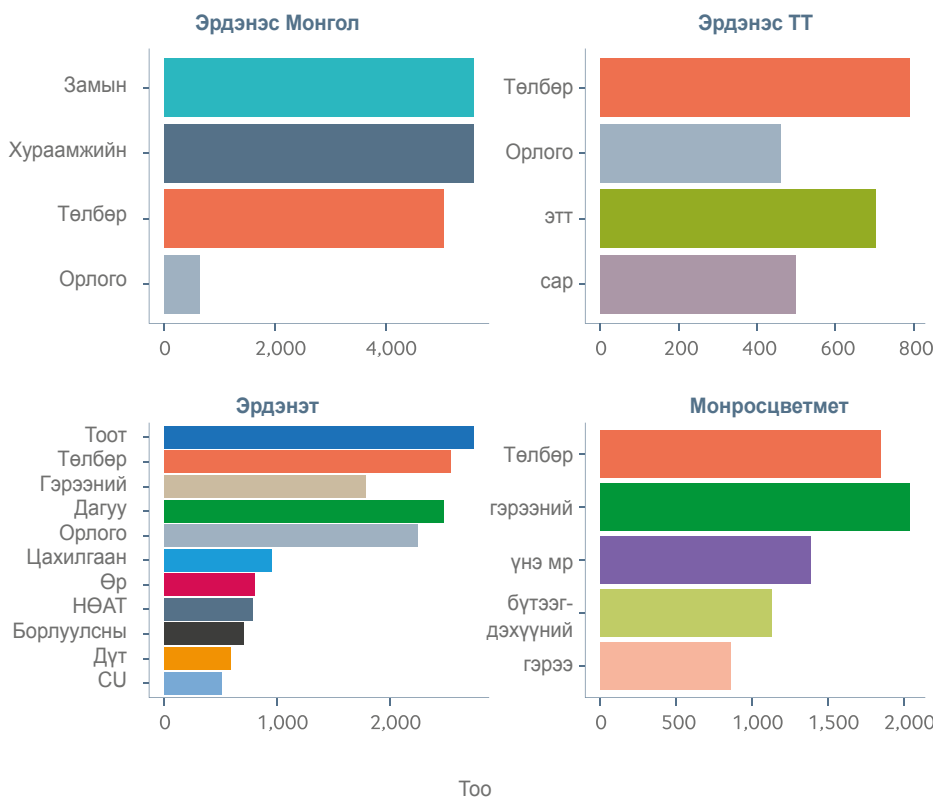 Эрдэнэс Монгол
Замын
Хураамжийн
Төлбөр
Орлого
0 2,000 4,000
Эрдэнэс ТТ
Төлбөр
Орлого
этт
сар
0 200 400 600 800
Эрдэнэт
Тоот
Төлбөр
Гэрээний
Дагуу
Орлого
Цахилгаан
Өр
НӨАТ
Борлуулсны
Дүт
CU
0 1,000 2,000
Монросцветмет
Төлбөр
гэрээний
үнэ мр
бүтээг-
дэхүүний
гэрээ
0 500 1,000 1,500 2,000
Тоо